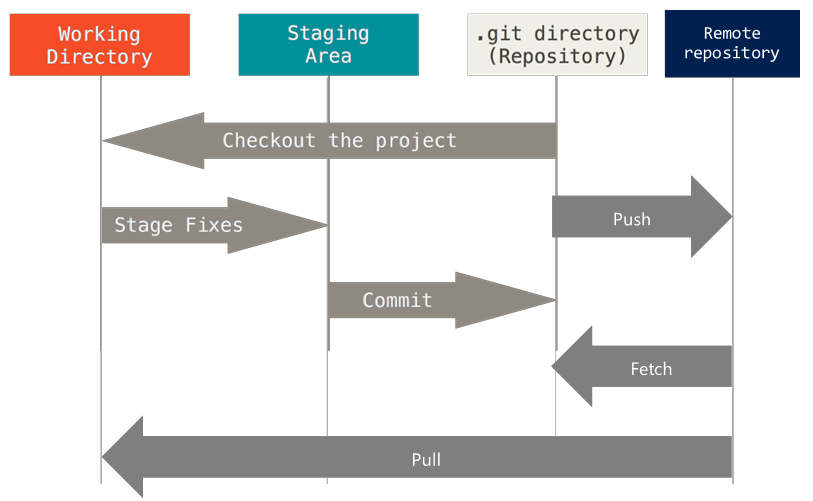 Working
Directory
Staging
Area
.git directory
(Repository)
Remote
repository
Checkout the project
Stage Fixes
Push
Commit
Fetch
Pull